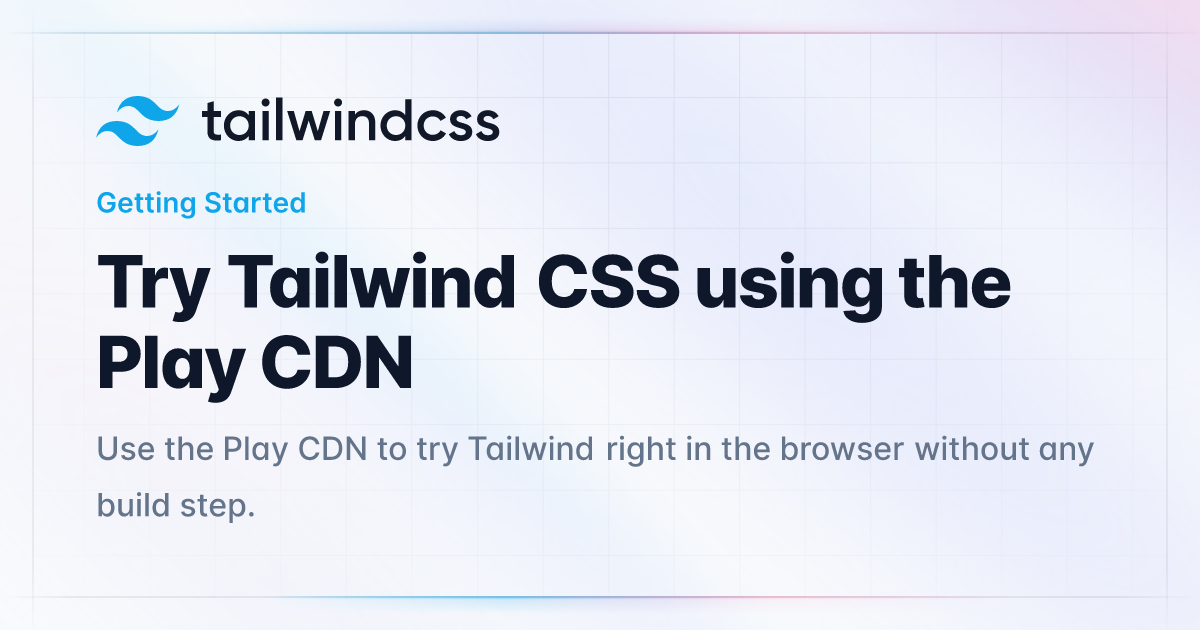 tailwindcss
Getting Started
Try Tailwind CSS using the
Play CDN
Use the Play CDN to try Tailwind right in the browser without any
build step.